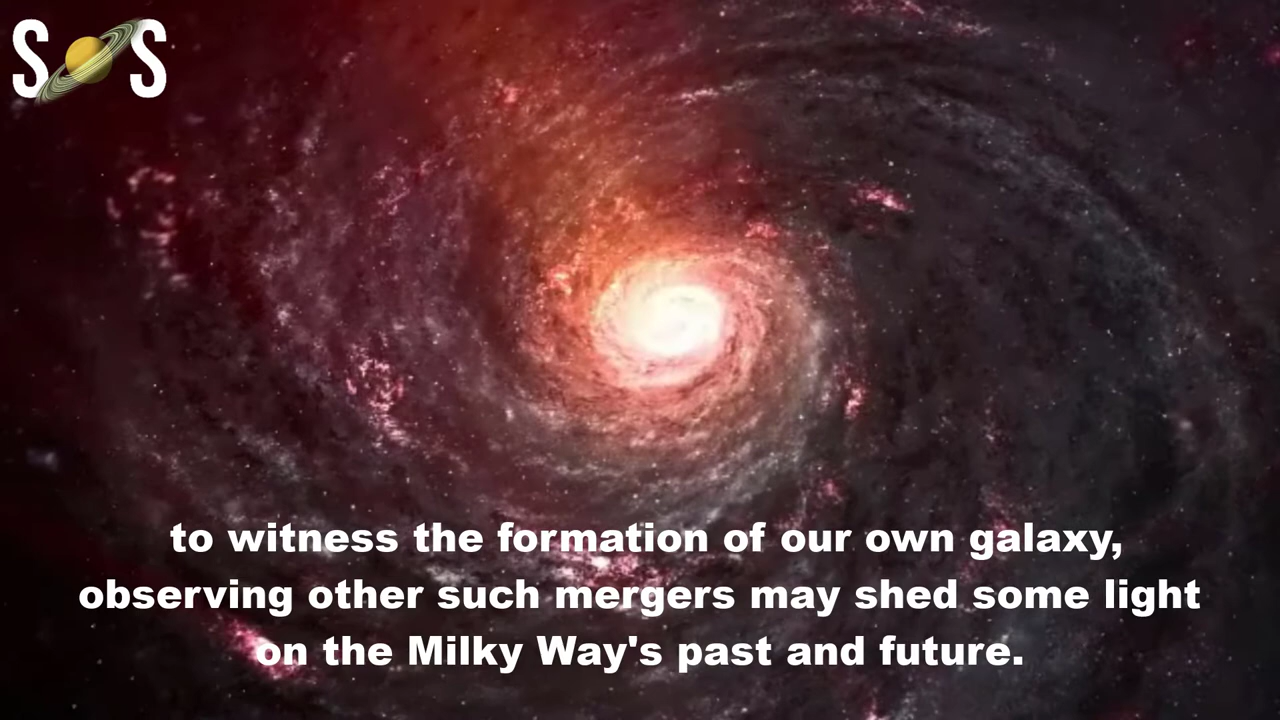 SOS
to witness the formation of our own galaxy,
observing other such mergers may shed some light
on the Milky Way's past and future.